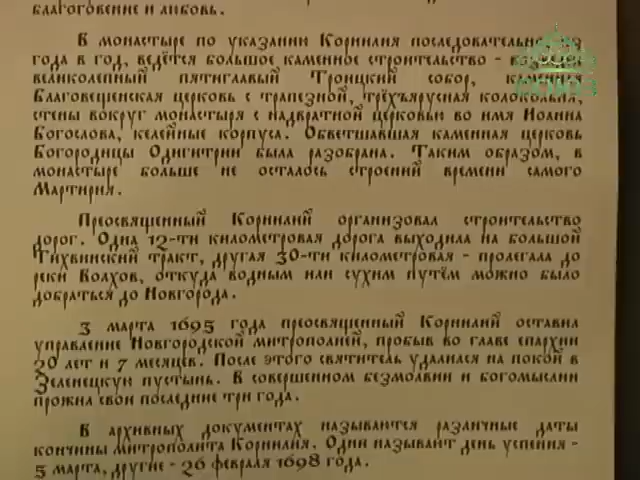 благоговение и любовь.
В монастыре по указанию Корнилия последовательно, из
года в год, ведётся большое каменное строительство - возведён
великолепный пятиглавый Троицкий собор, каменная
Благовещенская церковь с трапезной, трёхъярусная колокольня,
стены вокруг монастыря с надвратной церковью во имя Иоанна
Богослова, келейные корпуса. Обветшавшая каменная церковь
Богородицы Одигитрии была разобрана. Таким образом, в
монастыре больше не осталось строений времени самого
Мартирия.
Преосвященный Корнилий организовал строительство
дорог. Одна 12-ти километровая дорога выходила на большой
Тихвинский тракт, другая 30-ти километровая - пролегала до
реки Волхов, откуда водным или сухим путём можно было
добраться до Новгорода.
3 марта 1695 года преосвященный Корнилий оставил
управление Новгородской митрополией, пробыв во главе епархии
20 лет и 7 месяцев. После этого святитель удалился на покой в
Зеленецкую пустынь. В совершенном безмолвии и богомыслии
прожил свои последние три года.
В архивных документах называются различные даты
кончины митрополита Корнилия. Одни называют день успения -
5 марта, другие - 26 февраля 1698 года.